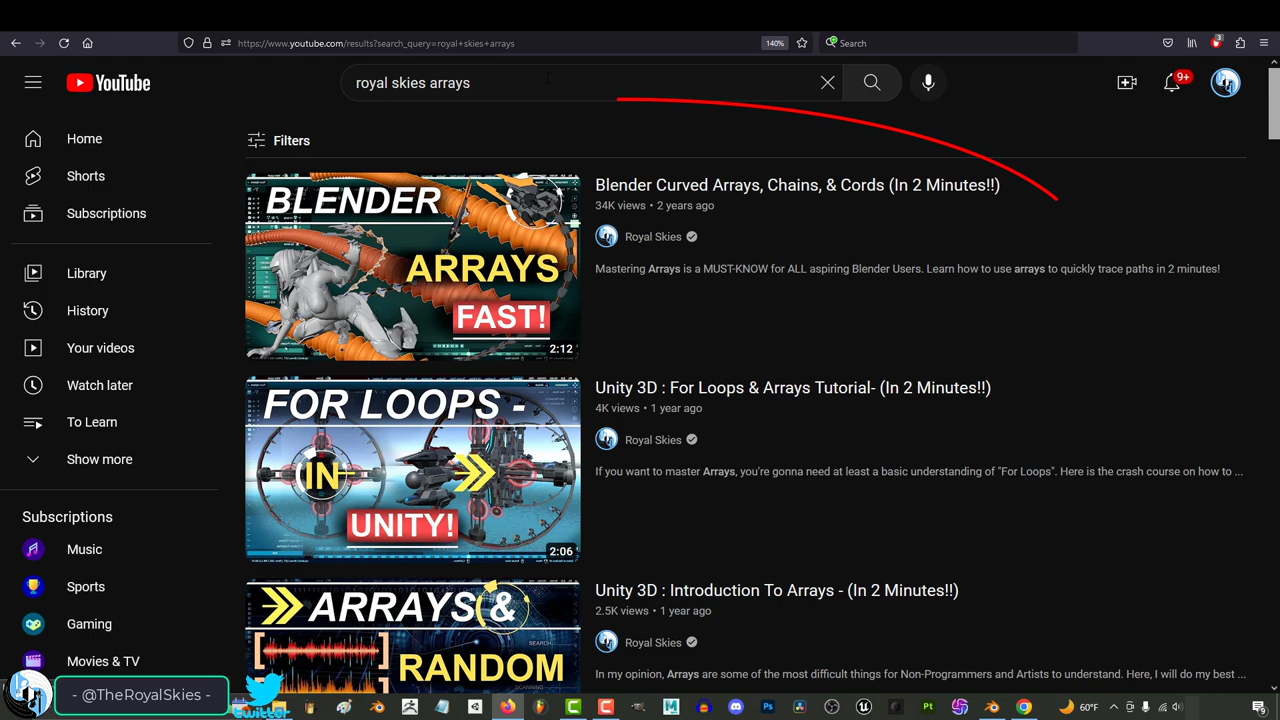 https://www.youtube.com/results?search_query=royal+skies+arrays
140%
Search
3
YouTube
royal skies arrays
9+
Home
Shorts
Subscriptions
Library
History
Your videos
Watch later
To Learn
Show more
Subscriptions
Music
Sports
Gaming
Movies & TV
Filters
BLENDER
ARRAYS
FAST!
2:12
Blender Curved Arrays, Chains, & Cords (In 2 Minutes!!)
34K views • 2 years ago
Royal Skies
Mastering Arrays is a MUST-KNOW for ALL aspiring Blender Users. Learn how to use arrays to quickly trace paths in 2 minutes!
FOR LOOPS -
IN
UNITY!
2:06
Unity 3D : For Loops & Arrays Tutorial- (In 2 Minutes!!)
4K views • 1 year ago
Royal Skies
If you want to master Arrays, you're gonna need at least a basic understanding of "For Loops". Here is the crash course on how to ...
ARRAYS &
RANDOM
SEARCH
SCANNING
Unity 3D : Introduction To Arrays - (In 2 Minutes!!)
2.5K views • 1 year ago
Royal Skies
In my opinion, Arrays are some of the most difficult things for Non-Programmers and Artists to understand. Here, I will do my best ...
- @TheRoyalSkies -
twitter
60°F